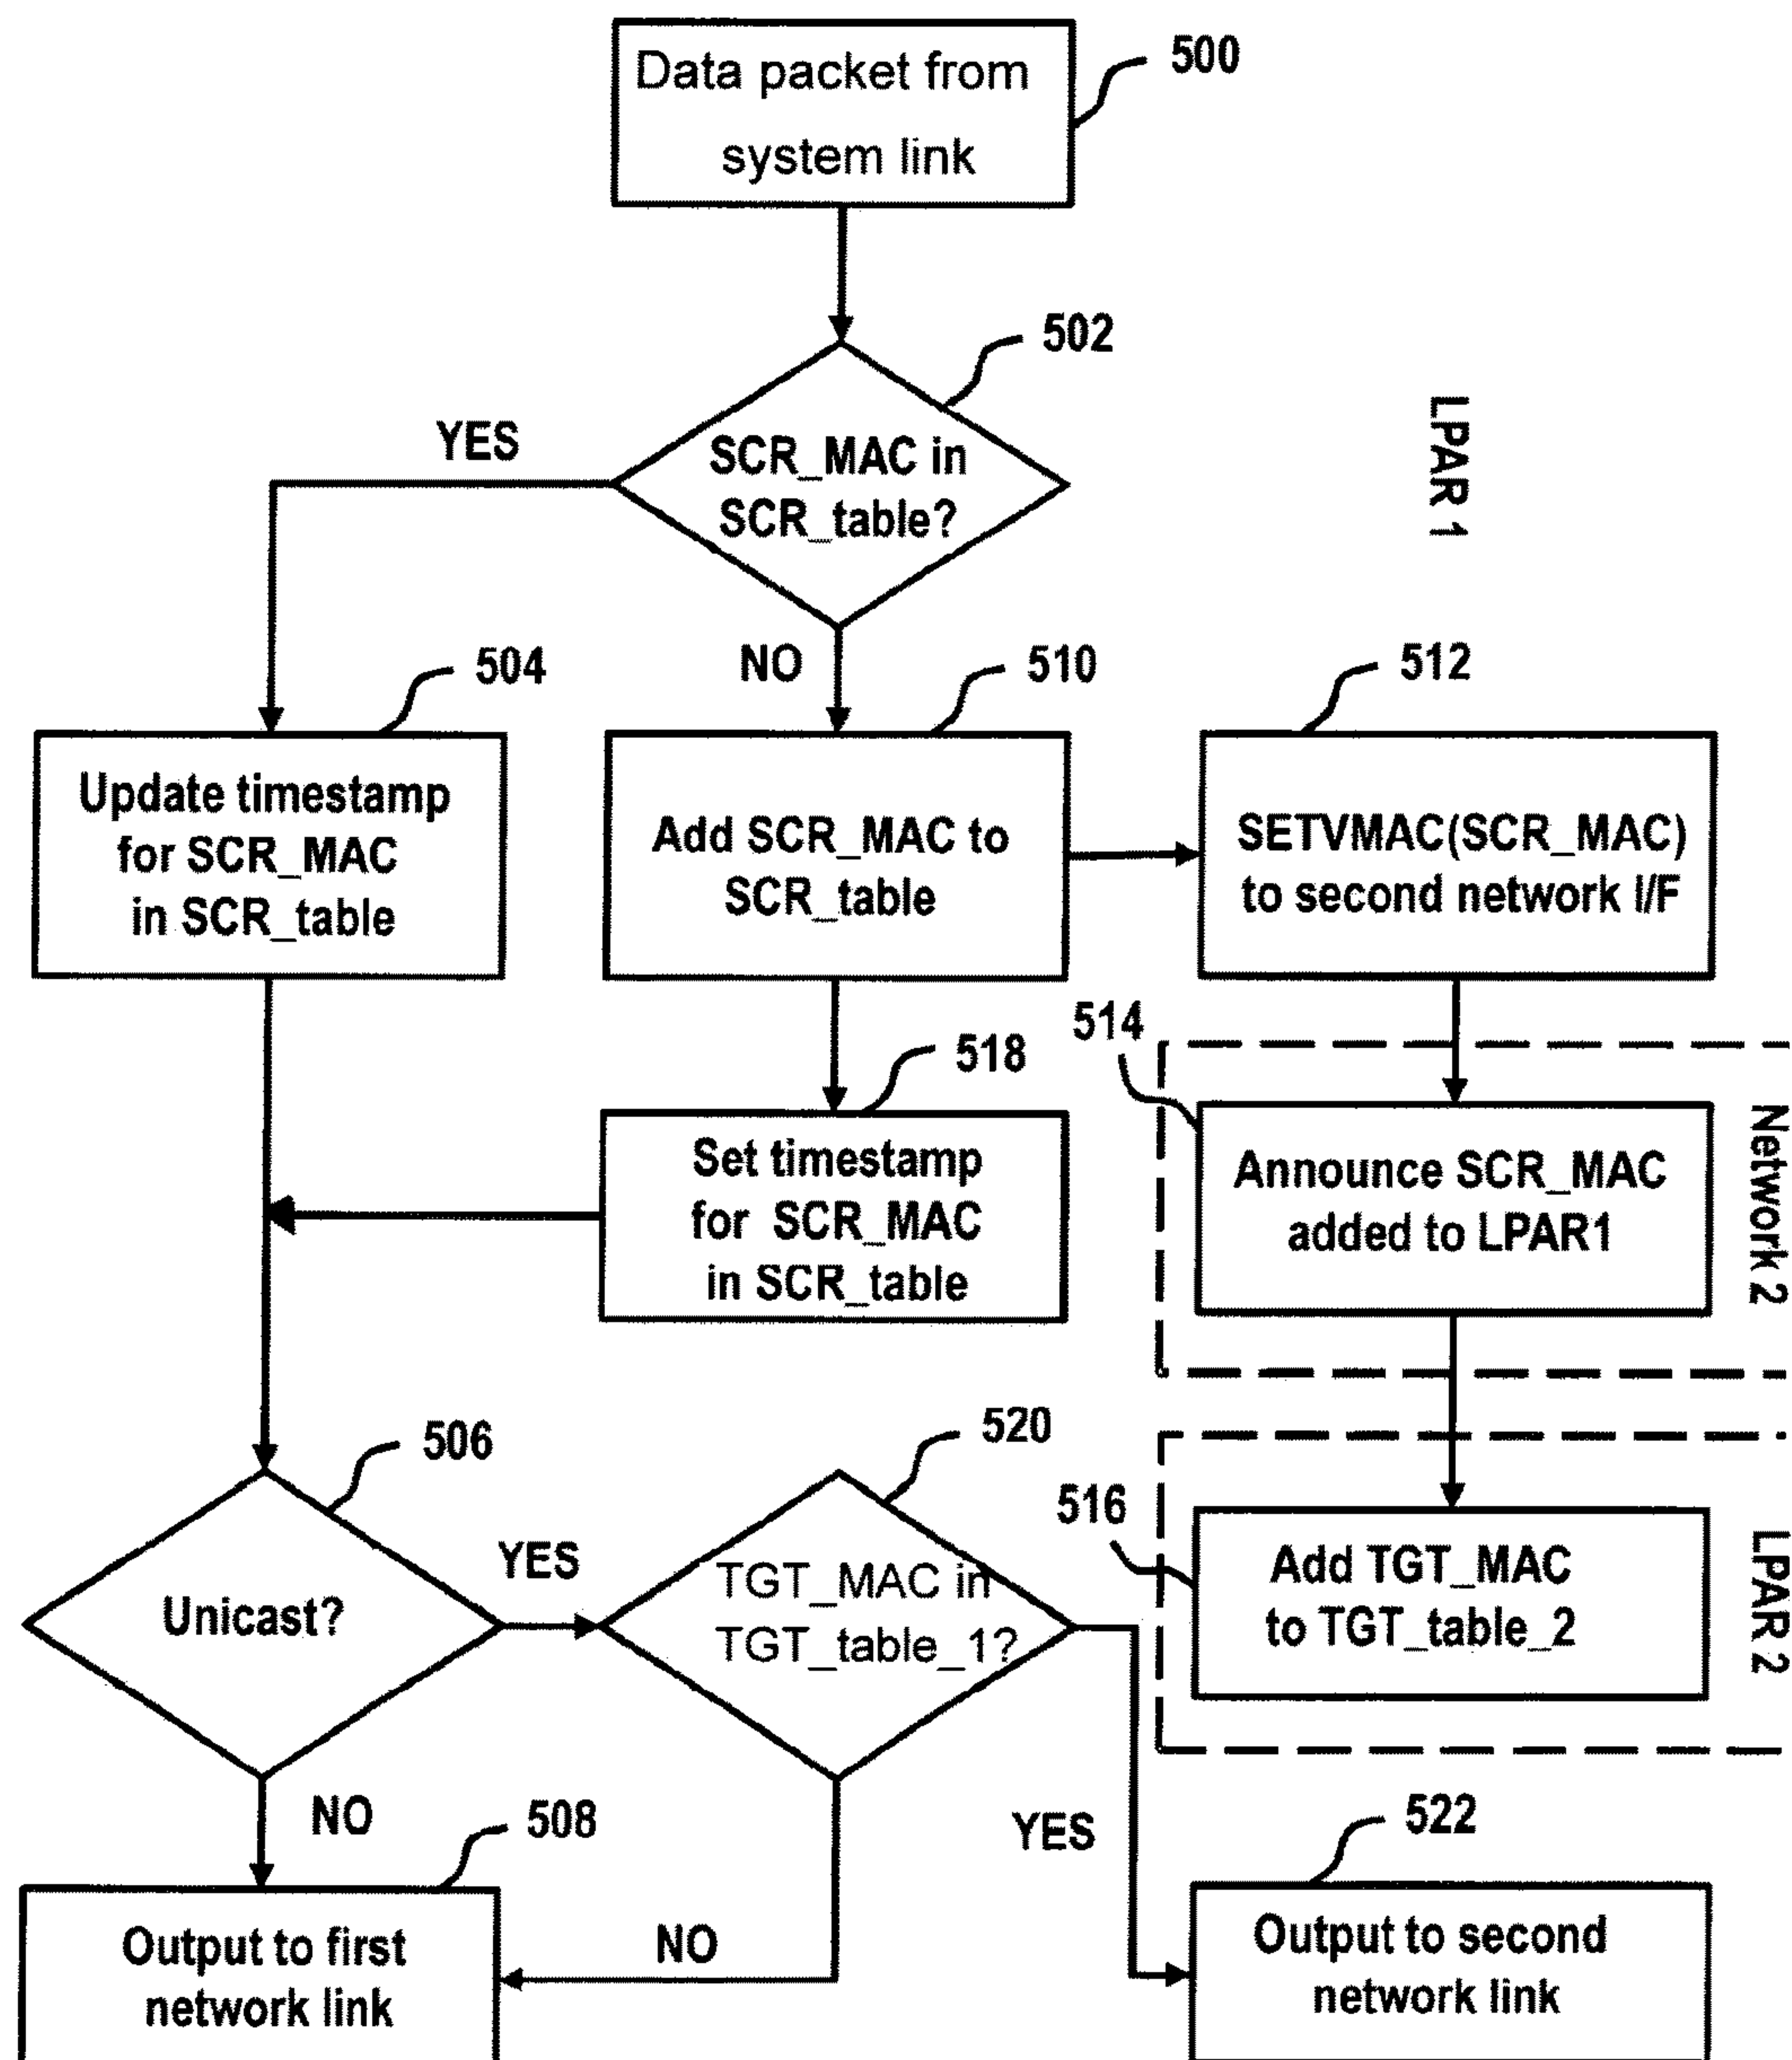 Data packet from
system link
500
502
SCR_MAC in
SCR_table?
YES
NO
LPAR 1
504
Update timestamp
for SCR_MAC
in SCR_table
510
Add SCR_MAC to
SCR_table
512
SETVMAC(SCR_MAC)
to second network I/F
514
Announce SCR_MAC
added to LPAR1
Network 2
518
Set timestamp
for SCR_MAC
in SCR_table
506
Unicast?
YES
NO
520
TGT_MAC in
TGT_table_1?
516
Add TGT_MAC
to TGT_table_2
LPAR 2
508
Output to first
network link
NO
YES
522
Output to second
network link